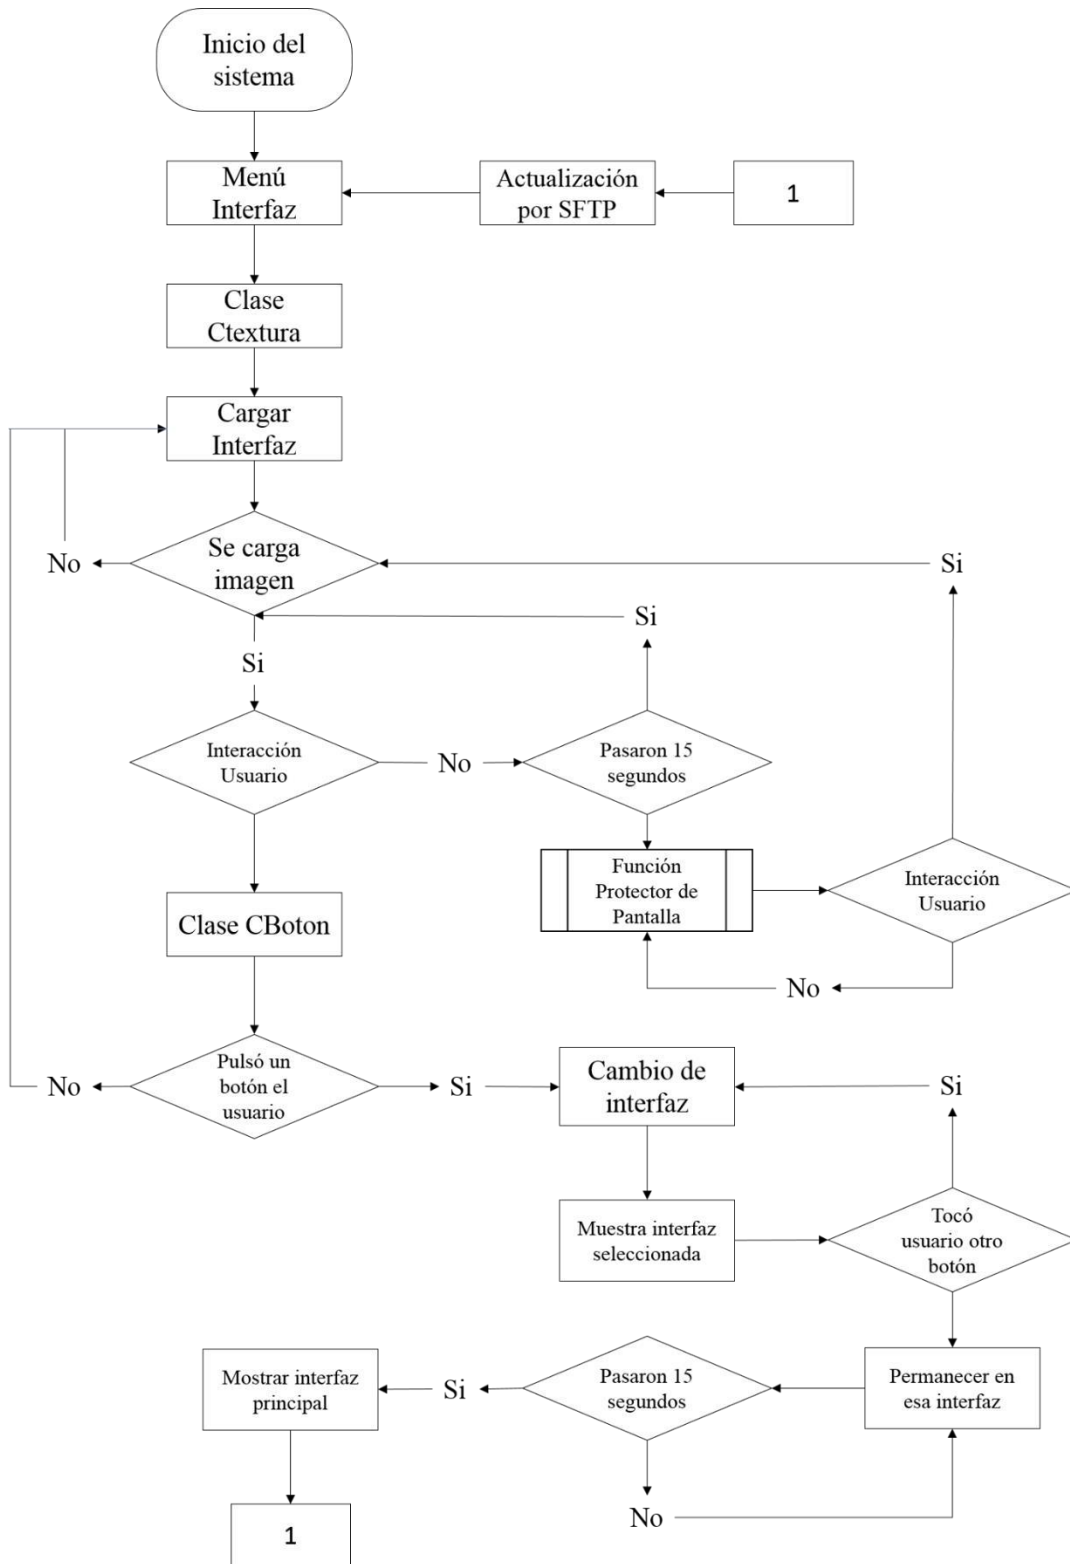 Inicio del
sistema
Menú
Interfaz
Actualización
por SFTP
1
Clase
Ctextura
Cargar
Interfaz
Se carga
imagen
No
Si
Si
Si
Interacción
Usuario
No
Pasaron 15
segundos
Función
Protector de
Pantalla
Interacción
Usuario
No
Clase CBoton
Pulsó un
botón el
usuario
No
Si
Cambio de
interfaz
Si
Muestra interfaz
seleccionada
Tocó
usuario otro
botón
Permanecer en
esa interfaz
Pasaron 15
segundos
Si
No
Mostrar interfaz
principal
1